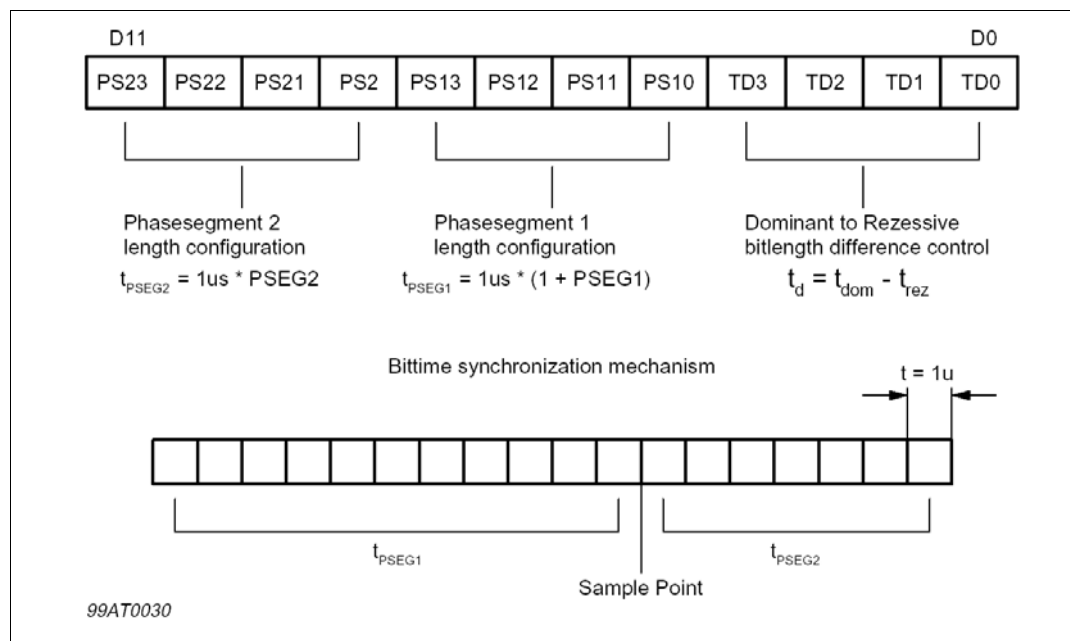 D11 D0
PS23 PS22 PS21 PS2 PS13 PS12 PS11 PS10 TD3 TD2 TD1 TD0
Phasesegment 2
length configuration
tPSEG2 = 1us * PSEG2
Phasesegment 1
length configuration
tPSEG1 = 1us * (1 + PSEG1)
Dominant to Rezessive
bitlength difference control
td = tdom - trez
Bittime synchronization mechanism
t = 1u
tPSEG1
tPSEG2
Sample Point
99AT0030